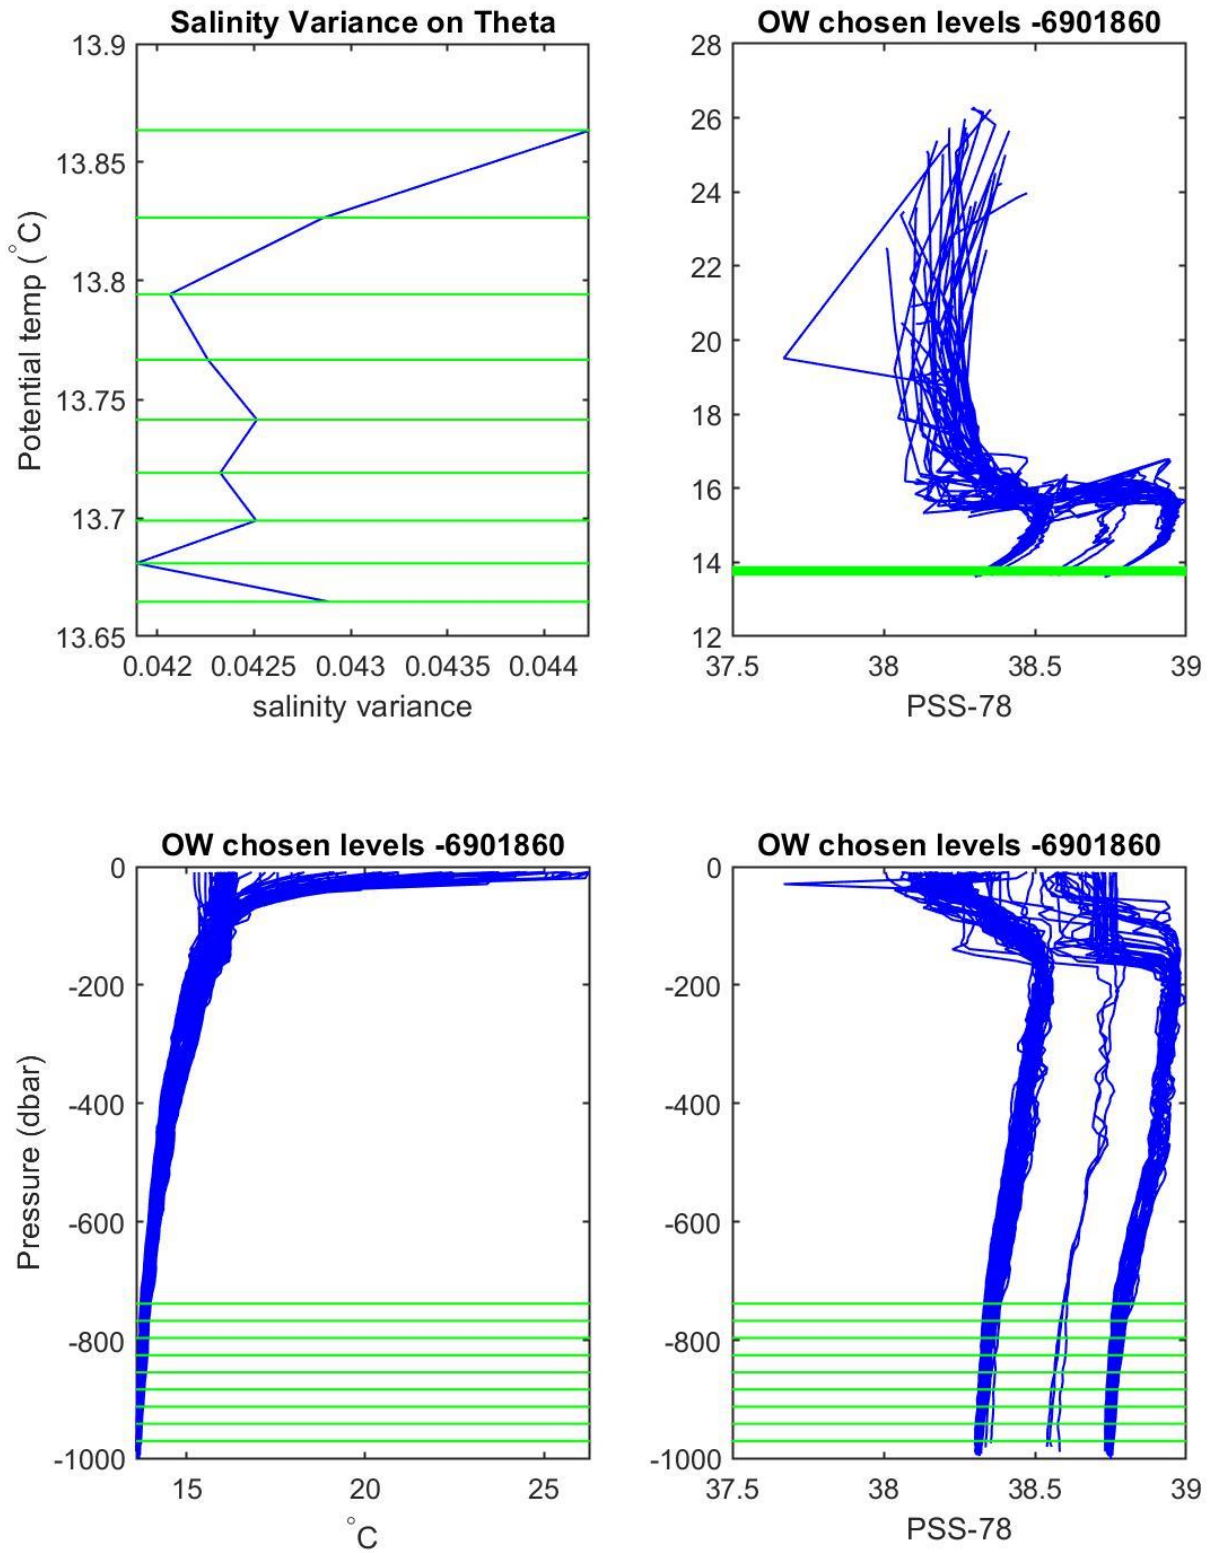 Salinity Variance on Theta
13.9
13.85
13.8
13.75
13.7
13.65
Potential temp (°C)
0.042 0.0425 0.043 0.0435 0.044
salinity variance
OW chosen levels -6901860
28
26
24
22
20
18
16
14
12
37.5 38 38.5 39
PSS-78
OW chosen levels -6901860
0
-200
-400
-600
-800
-1000
Pressure (dbar)
15 20 25
°C
OW chosen levels -6901860
0
-200
-400
-600
-800
-1000
37.5 38 38.5 39
PSS-78